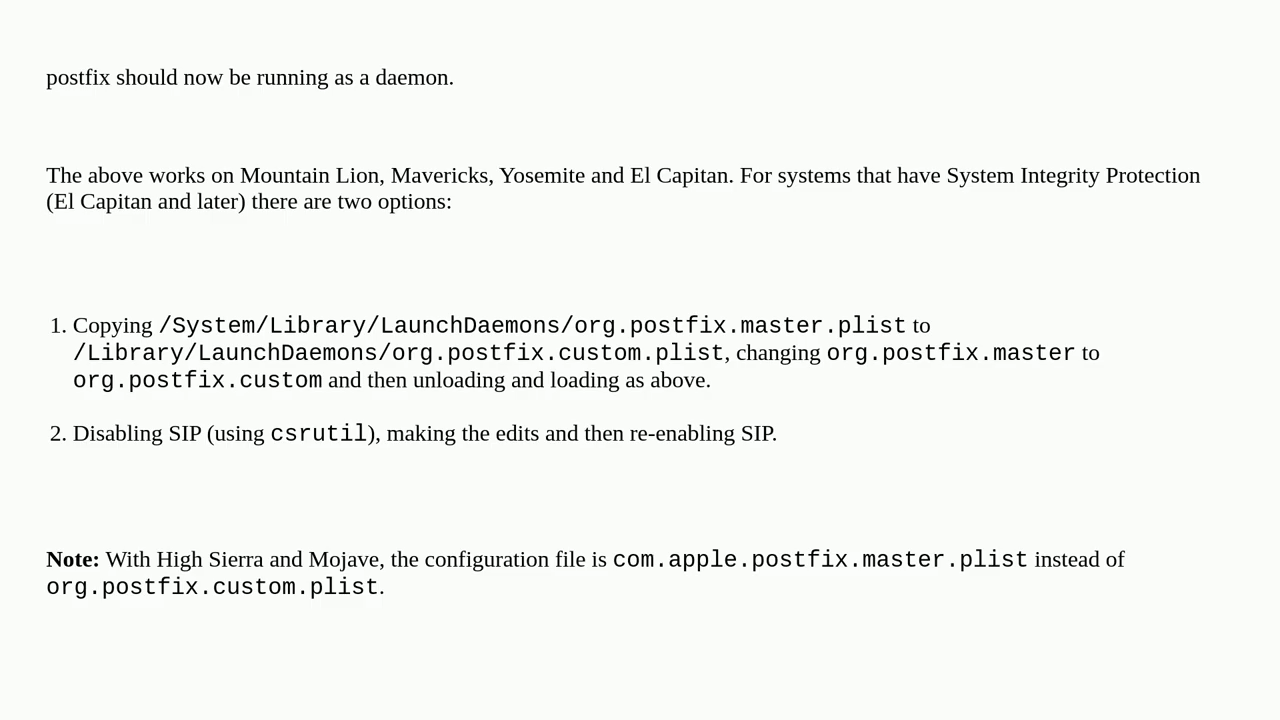 postfix should now be running as a daemon.
The above works on Mountain Lion, Mavericks, Yosemite and El Capitan. For systems that have System Integrity Protection
(El Capitan and later) there are two options:
1. Copying /System/Library/LaunchDaemons/org.postfix.master.plist to
/Library/LaunchDaemons/org.postfix.custom.plist, changing org.postfix.master to
org.postfix.custom and then unloading and loading as above.
2. Disabling SIP (using csrutil), making the edits and then re-enabling SIP.
Note: With High Sierra and Mojave, the configuration file is com.apple.postfix.master.plist instead of
org.postfix.custom.plist.